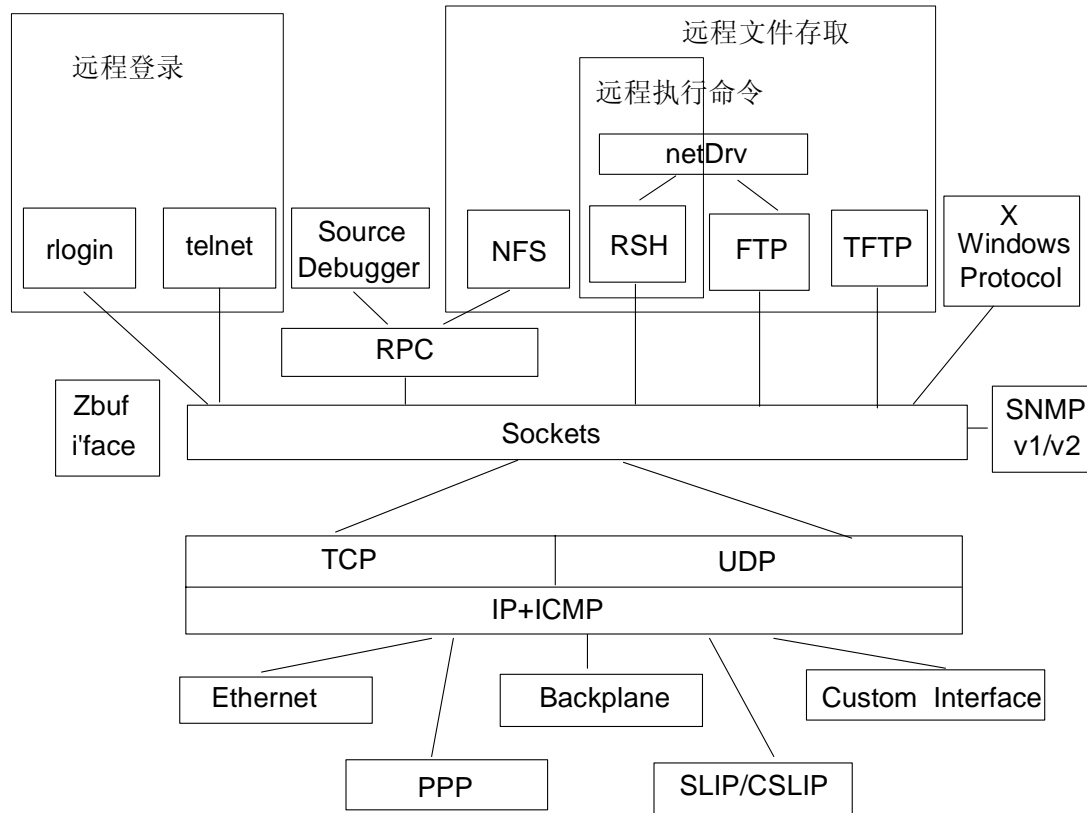 远程登录
远程文件存取
远程执行命令
netDrv
rlogin
telnet
Source
Debugger
NFS
RSH
FTP
TFTP
X
Windows
Protocol
RPC
Zbuf
i'face
Sockets
SNMP
v1/v2
TCP
UDP
IP+ICMP
Ethernet
Backplane
Custom Interface
PPP
SLIP/CSLIP